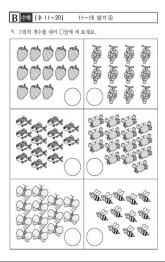 B 수학 [수 11~20] 11~15 알기 ④
✎ 그림의 개수를 세어 ○안에 써 보세요.